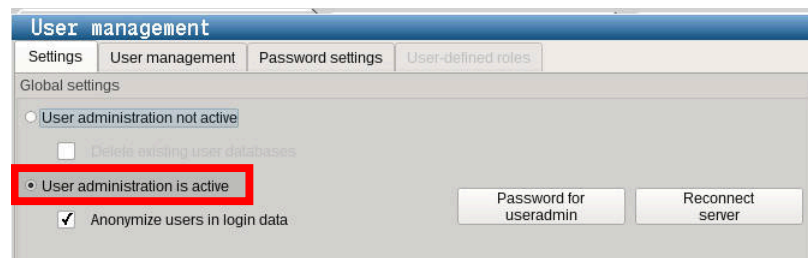 User management
Settings User management Password settings User-defined roles
Global settings
User administration not active
Delete existing user databases
User administration is active
Anonymize users in login data
Password for
useradmin
Reconnect
server